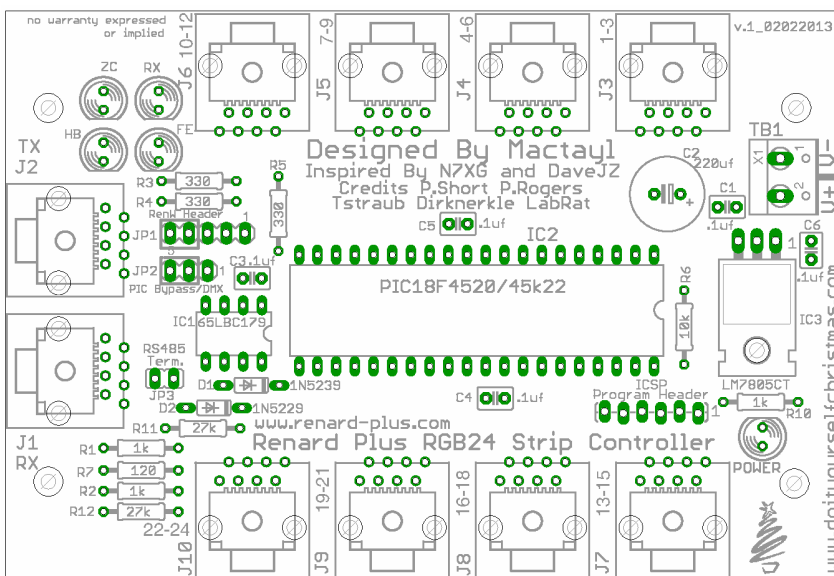 no warranty expressed
or implied
10-12
J6
7-9
J5
4-6
J4
1-3
J3
v.1_02022013
ZC
RX
HB
FE
TX
J2
Designed By Mactayl
Inspired By N7XG and DaveJZ
Credits P.Short P.Rogers
Tstraub Dirknerkle LabRat
R3
330
R4
330
R5
330
Renk Header
JP1
1
JP2
1
PIC Bypass/DMX
C2
220uf
+
TB1
X1
1
2
V-
V+
C1
.1uf
C5
.1uf
C6
.1uf
C3
.1uf
IC2
PIC18F4520/45k22
IC1
65LBC179
R6
10k
1
IC3
LM7805CT
RS485
Term.
JP3
D1
1N5239
D2
1N5229
C4
.1uf
ICSP
Program Header
1
1k
R10
R11
27k
www.renard-plus.com
Renard Plus RGB24 Strip Controller
POWER
J1
RX
R1
1k
R7
120
R2
1k
R12
27k
22-24
J10
19-21
J9
16-18
J8
13-15
J7
www.doityourselfchristmas.com